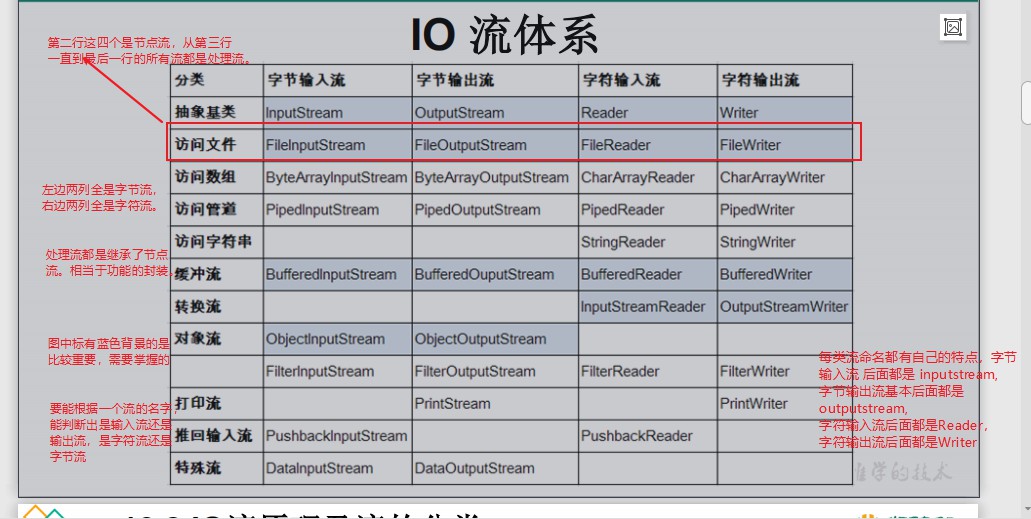 IO 流体系
第二行这四个是节点流，从第三行
一直到最后一行的所有流都是处理流。
分类 字节输入流 字节输出流 字符输入流 字符输出流
抽象基类 InputStream OutputStream Reader Writer
访问文件 FileInputStream FileOutputStream FileReader FileWriter
访问数组 ByteArrayInputStream ByteArrayOutputStream CharArrayReader CharArrayWriter
访问管道 PipedInputStream PipedOutputStream PipedReader PipedWriter
访问字符串 StringReader StringWriter
缓冲流 BufferedInputStream BufferedOuputStream BufferedReader BufferedWriter
转换流 InputStreamReader OutputStreamWriter
对象流 ObjectInputStream ObjectOutputStream
FilterInputStream FilterOutputStream FilterReader FilterWriter
打印流 PrintStream PrintWriter
推回输入流 PushbackInputStream PushbackReader
特殊流 DataInputStream DataOutputStream
左边两列全是字节流，
右边两列全是字符流。
处理流都是继承了节点
流。相当于功能的封装。
图中标有蓝色背景的是
比较重要，需要掌握的
要能根据一个流的名字，
能判断出是输入流还是
输出流，是字符流还是
字节流
每类流命名都有自己的特点，字节
输入流 后面都是 inputstream,
字节输出流基本后面都是
outputstream,
字符输入流后面都是Reader，
字符输出流后面都是Writer
谁学的技术